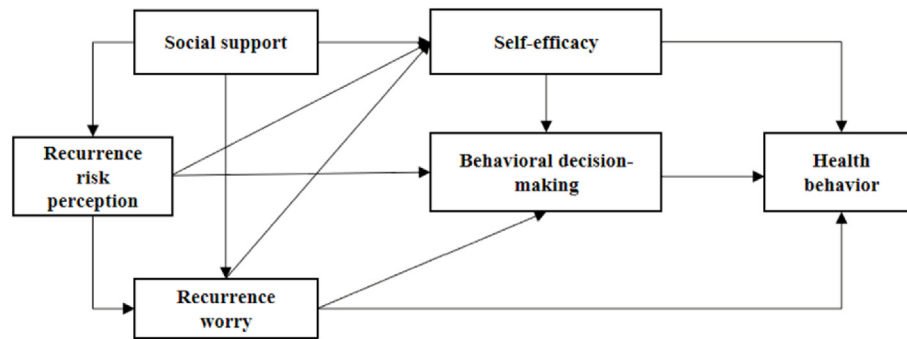 Social support
Self-efficacy
Recurrence
risk
perception
Behavioral decision-
making
Health
behavior
Recurrence
worry